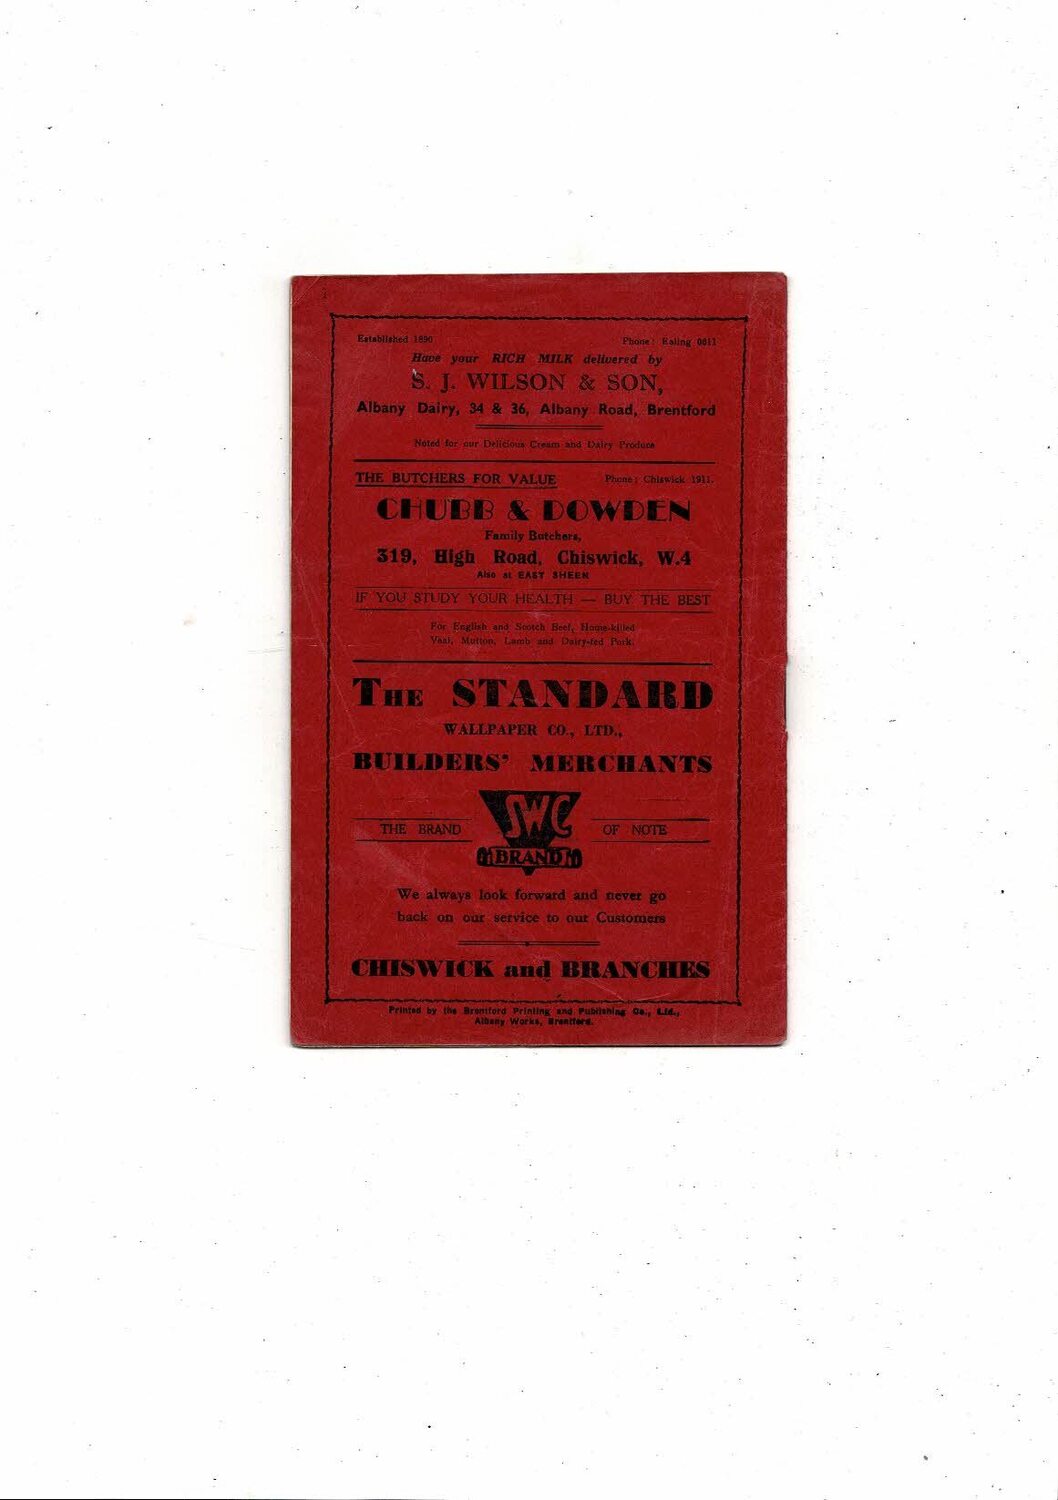 Established 1890 Phone: Ealing 0611
Have your RICH MILK delivered by
S. J. WILSON & SON,
Albany Dairy, 34 & 36, Albany Road, Brentford
Noted for our Delicious Cream and Dairy Produce
THE BUTCHERS FOR VALUE Phone: Chiswick 1911.
CHUBB & DOWDEN
Family Butchers,
319, High Road, Chiswick, W.4
Also at EAST SHEEN
IF YOU STUDY YOUR HEALTH — BUY THE BEST
For English and Scotch Beef, Home-killed
Veal, Mutton, Lamb and Dairy-fed Pork.
THE STANDARD
WALLPAPER CO., LTD.,
BUILDERS' MERCHANTS
SWC
THE BRAND OF NOTE
BRAND
We always look forward and never go
back on our service to our Customers
CHISWICK and BRANCHES
Printed by the Brentford Printing and Publishing Co., Ltd.,
Albany Works, Brentford.